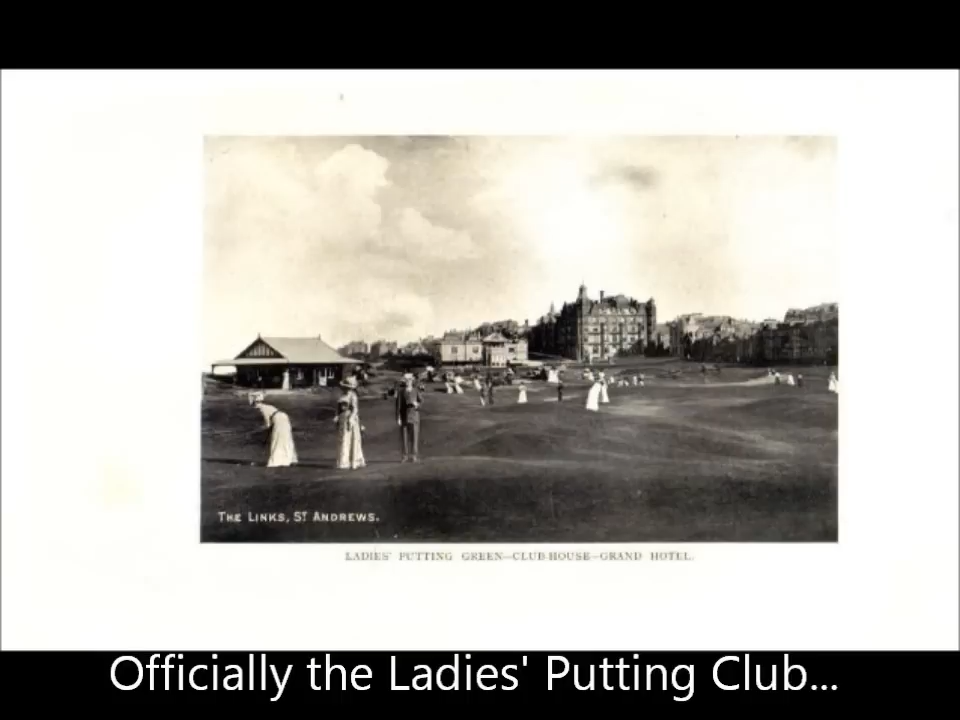 THE LINKS, ST ANDREWS.
LADIES' PUTTING GREEN—CLUB-HOUSE—GRAND HOTEL.
Officially the Ladies' Putting Club...